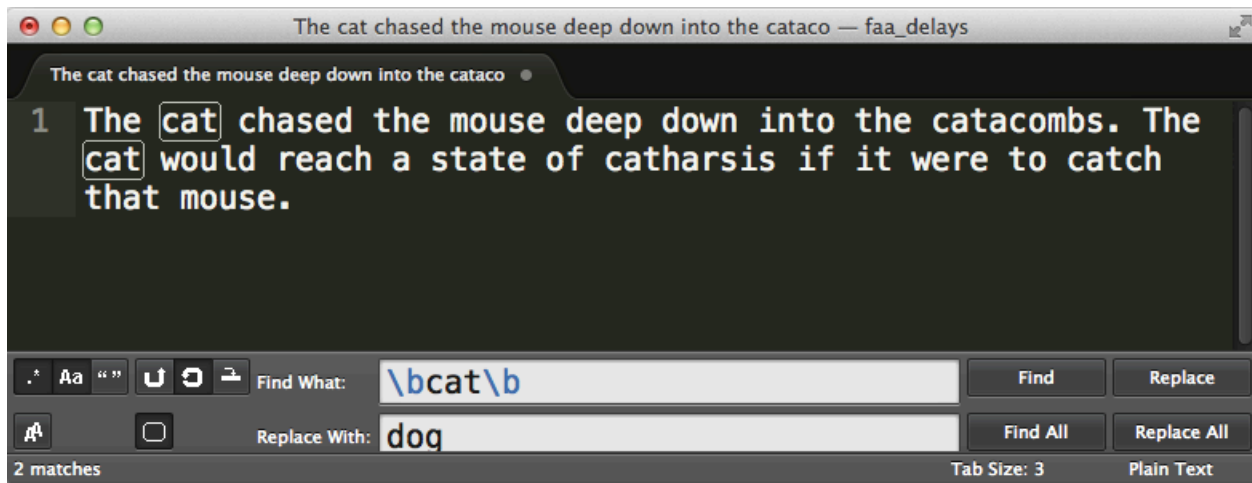 The cat chased the mouse deep down into the cataco — faa_delays
The cat chased the mouse deep down into the cataco
1 The cat chased the mouse deep down into the catacombs. The
cat would reach a state of catharsis if it were to catch
that mouse.
.* Aa “” Find What: \bcat\b Find Replace
AA Replace With: dog Find All Replace All
2 matches Tab Size: 3 Plain Text